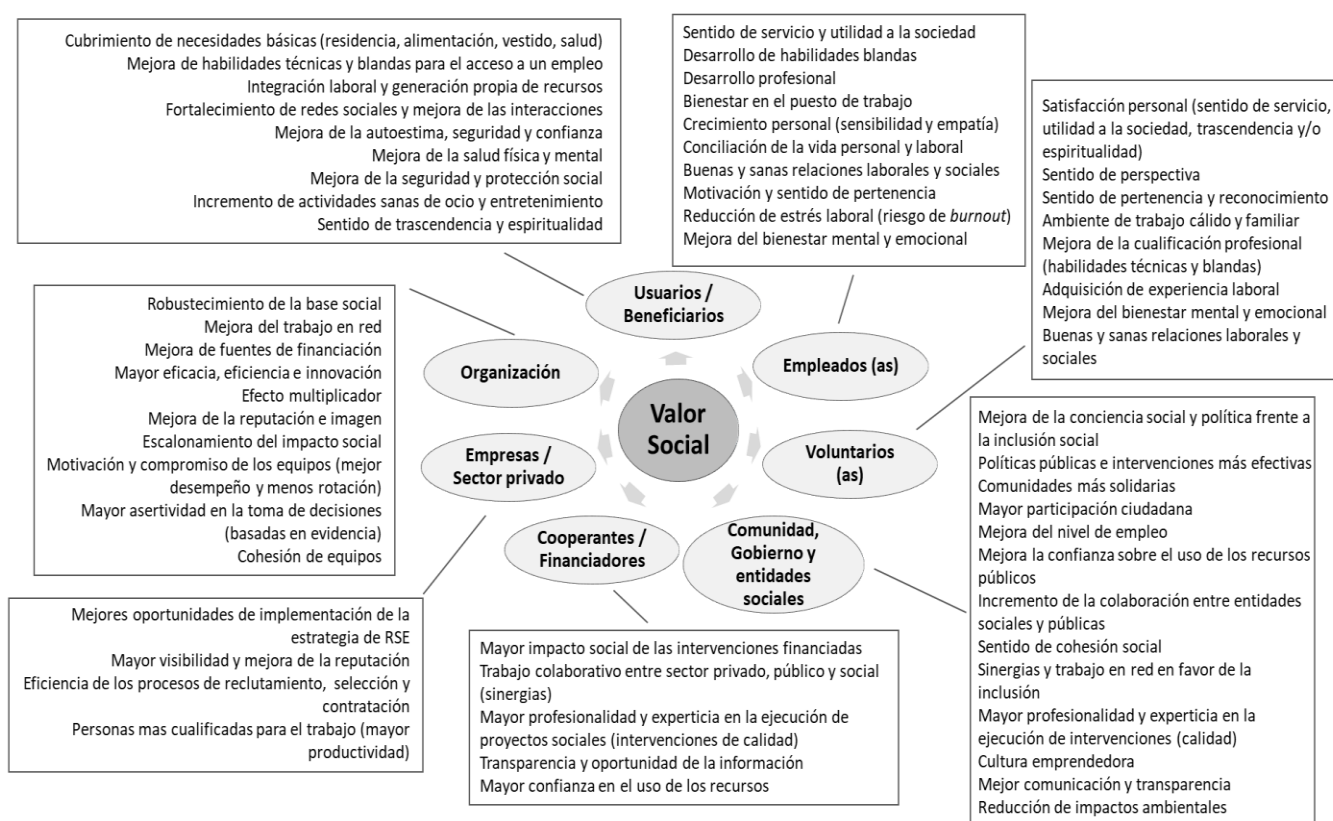 Cubrimiento de necesidades básicas (residencia, alimentación, vestido, salud)
Mejora de habilidades técnicas y blandas para el acceso a un empleo
Integración laboral y generación propia de recursos
Fortalecimiento de redes sociales y mejora de las interacciones
Mejora de la autoestima, seguridad y confianza
Mejora de la salud física y mental
Mejora de la seguridad y protección social
Incremento de actividades sanas de ocio y entretenimiento
Sentido de trascendencia y espiritualidad
Sentido de servicio y utilidad a la sociedad
Desarrollo de habilidades blandas
Desarrollo profesional
Bienestar en el puesto de trabajo
Crecimiento personal (sensibilidad y empatía)
Conciliación de la vida personal y laboral
Buenas y sanas relaciones laborales y sociales
Motivación y sentido de pertenencia
Reducción de estrés laboral (riesgo de burnout)
Mejora del bienestar mental y emocional
Satisfacción personal (sentido de servicio,
utilidad a la sociedad, trascendencia y/o
espiritualidad)
Sentido de perspectiva
Sentido de pertenencia y reconocimiento
Ambiente de trabajo cálido y familiar
Mejora de la cualificación profesional
(habilidades técnicas y blandas)
Adquisición de experiencia laboral
Mejora del bienestar mental y emocional
Buenas y sanas relaciones laborales y
sociales
Robustecimiento de la base social
Mejora del trabajo en red
Mejora de fuentes de financiación
Mayor eficacia, eficiencia e innovación
Efecto multiplicador
Mejora de la reputación e imagen
Escalonamiento del impacto social
Motivación y compromiso de los equipos (mejor
desempeño y menos rotación)
Mayor asertividad en la toma de decisiones
(basadas en evidencia)
Cohesión de equipos
Usuarios /
Beneficiarios
Organización
Empleados (as)
Valor
Social
Empresas /
Sector privado
Voluntarios
(as)
Cooperantes /
Financiadores
Comunidad,
Gobierno y
entidades
sociales
Mejora de la conciencia social y política frente a
la inclusión social
Políticas públicas e intervenciones más efectivas
Comunidades más solidarias
Mayor participación ciudadana
Mejora del nivel de empleo
Mejora la confianza sobre el uso de los recursos
públicos
Incremento de la colaboración entre entidades
sociales y públicas
Sentido de cohesión social
Sinergias y trabajo en red en favor de la
inclusión
Mayor profesionalidad y experticia en la
ejecución de intervenciones (calidad)
Cultura emprendedora
Mejor comunicación y transparencia
Reducción de impactos ambientales
Mejores oportunidades de implementación de la
estrategia de RSE
Mayor visibilidad y mejora de la reputación
Eficiencia de los procesos de reclutamiento, selección y
contratación
Personas mas cualificadas para el trabajo (mayor
productividad)
Mayor impacto social de las intervenciones financiadas
Trabajo colaborativo entre sector privado, público y social
(sinergias)
Mayor profesionalidad y experticia en la ejecución de
proyectos sociales (intervenciones de calidad)
Transparencia y oportunidad de la información
Mayor confianza en el uso de los recursos